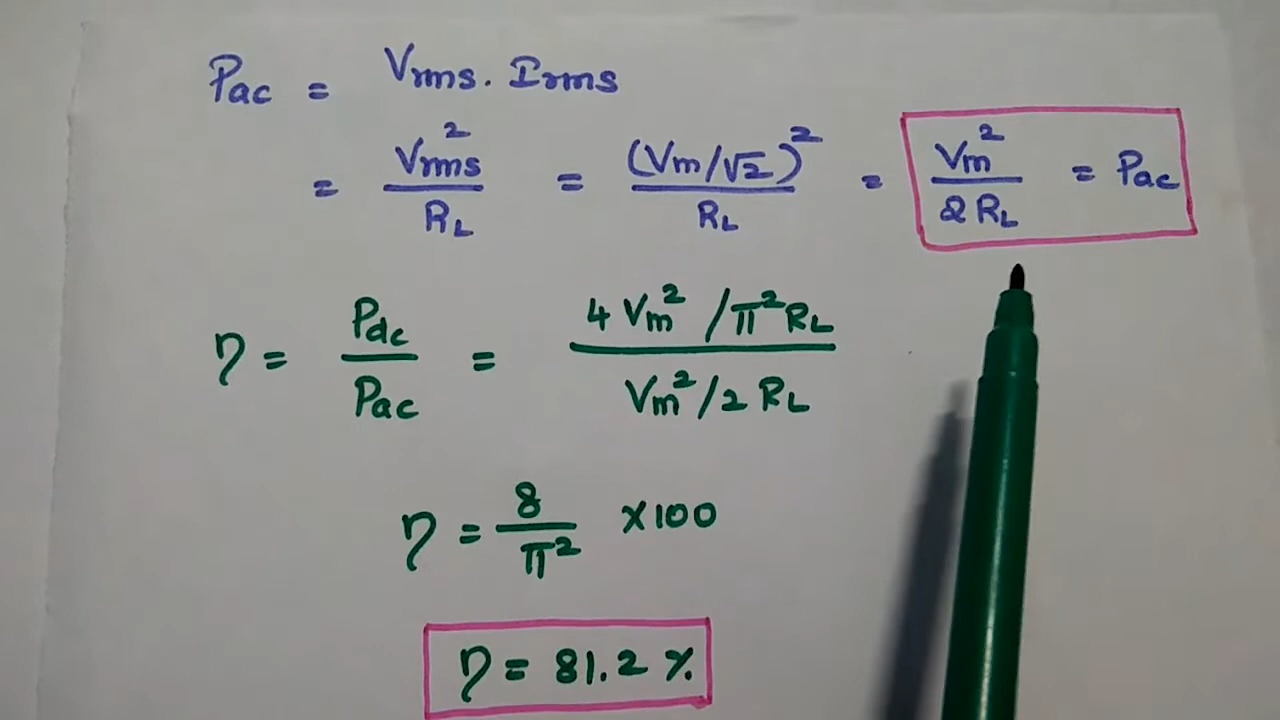 Pac = Vrms. Irms
= Vrms²/RL = (Vm/√2)²/RL = Vm²/2RL = Pac
η = Pdc/Pac = (4Vm²/π²RL)/(Vm²/2RL)
η = 8/π² ×100
η = 81.2 %